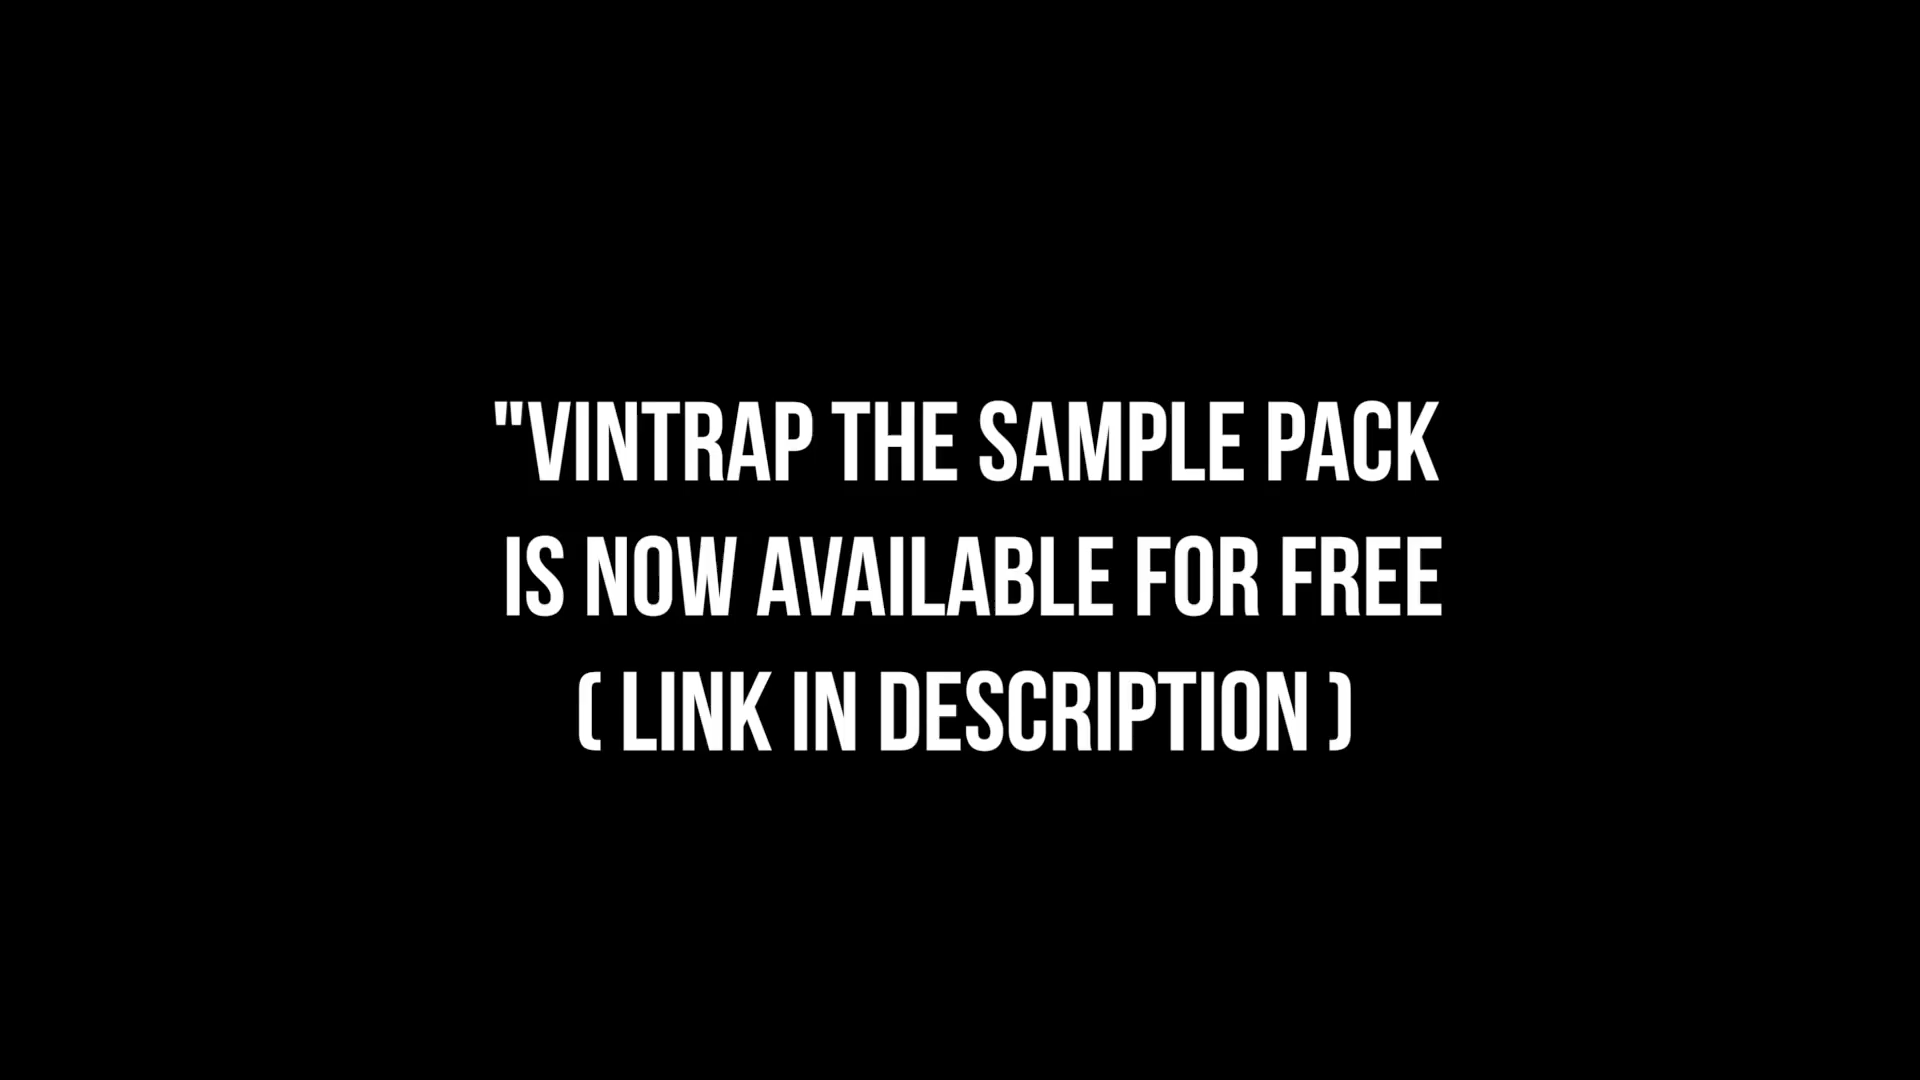 "VINTRAP THE SAMPLE PACK
IS NOW AVAILABLE FOR FREE
( LINK IN DESCRIPTION )